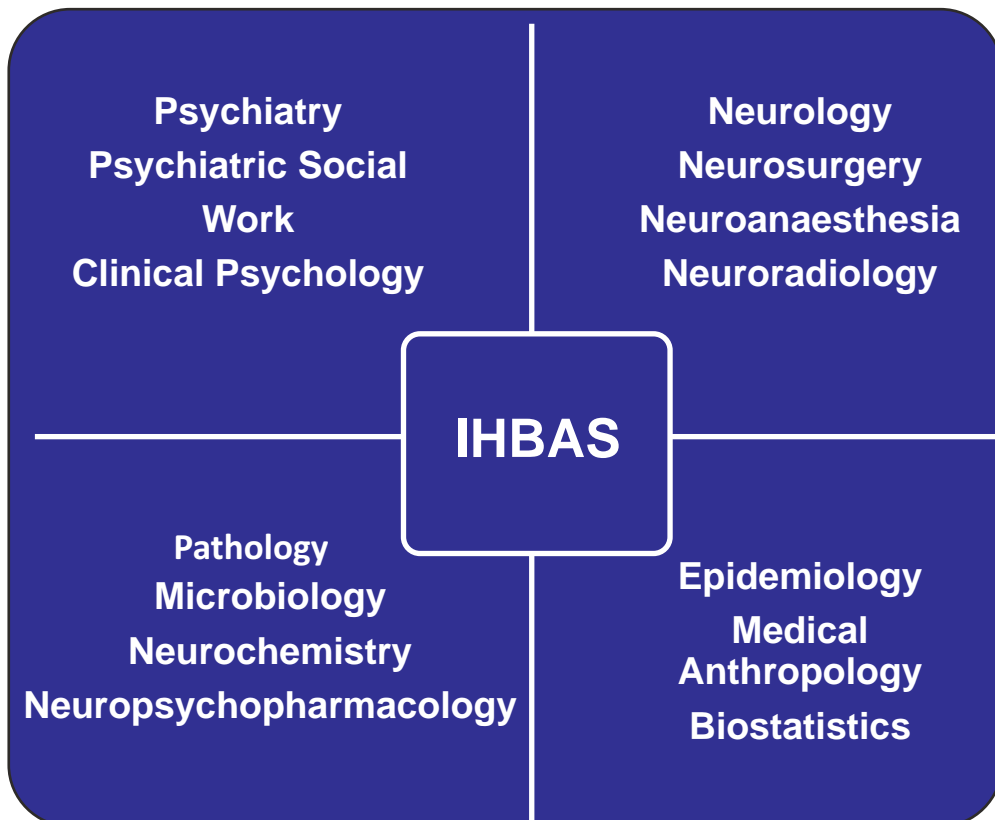 Psychiatry
Psychiatric Social
Work
Clinical Psychology
Neurology
Neurosurgery
Neuroanaesthesia
Neuroradiology
IHBAS
Pathology
Microbiology
Neurochemistry
Neuropsychopharmacology
Epidemiology
Medical
Anthropology
Biostatistics